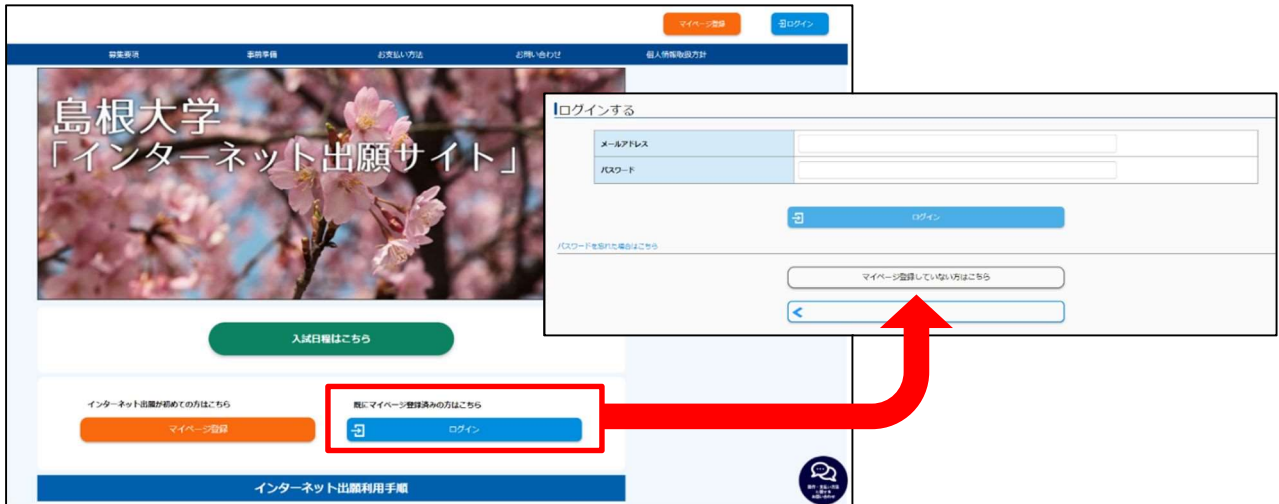 マイページ登録
ログイン
募集要項
事前準備
お支払い方法
お問い合わせ
個人情報取扱方針
島根大学
「インターネット出願サイト」
入試日程はこちら
インターネット出願が初めての方はこちら
マイページ登録
既にマイページ登録済みの方はこちら
ログイン
インターネット出願利用手順
ログインする
メールアドレス
パスワード
ログイン
パスワードを忘れた場合はこちら
マイページ登録していない方はこちら